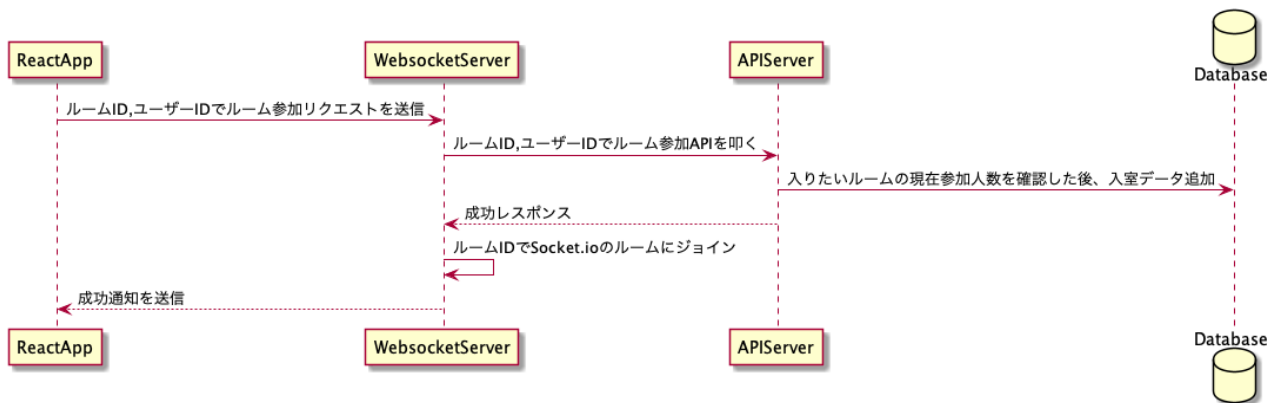 ReactApp
WebsocketServer
APIServer
Database
ルームID,ユーザーIDでルーム参加リクエストを送信
ルームID,ユーザーIDでルーム参加APIを叩く
入りたいルームの現在参加人数を確認した後、入室データ追加
成功レスポンス
ルームIDでSocket.ioのルームにジョイン
成功通知を送信
ReactApp
WebsocketServer
APIServer
Database